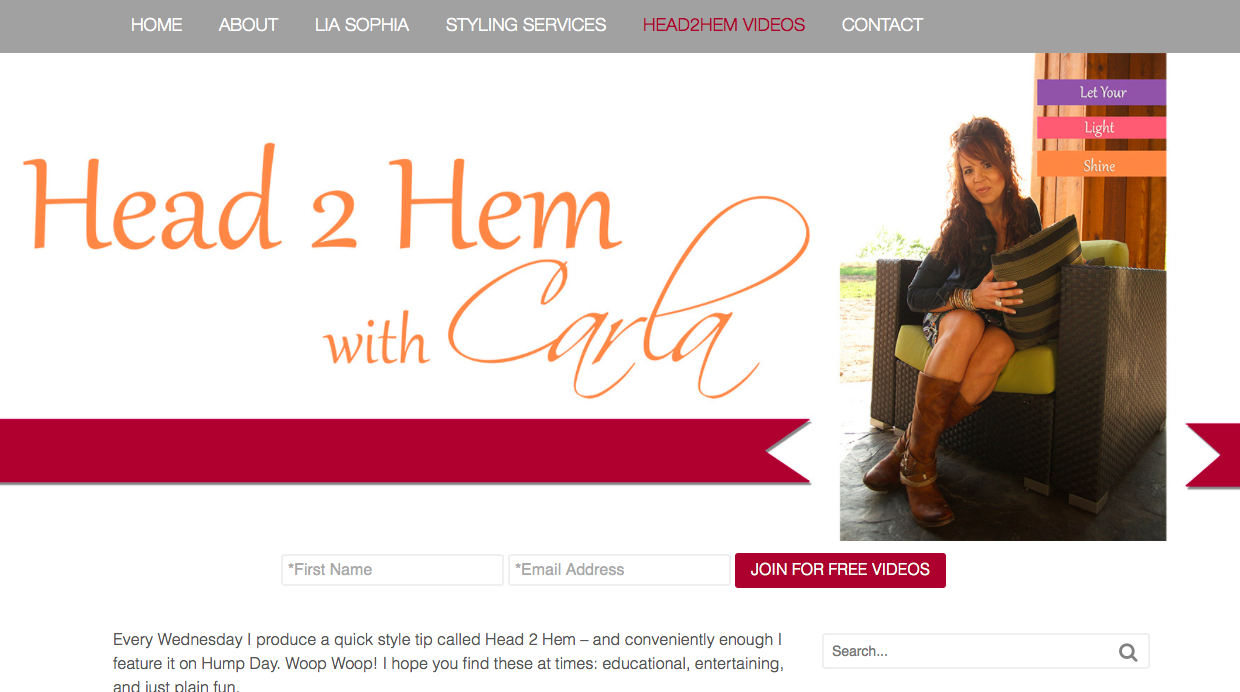 HOME ABOUT LIA SOPHIA STYLING SERVICES HEAD2HEM VIDEOS CONTACT
Let Your
Light
Shine
Head 2 Hem
with Carla
*First Name *Email Address JOIN FOR FREE VIDEOS
Every Wednesday I produce a quick style tip called Head 2 Hem – and conveniently enough I
feature it on Hump Day. Woop Woop! I hope you find these at times: educational, entertaining,
and just plain fun.
Search...